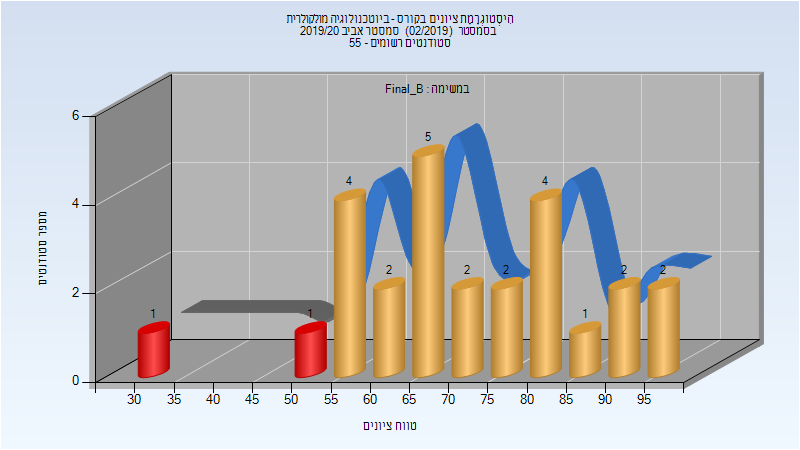 היסטוגרמת ציונים בקורס - ביוטכנולוגיה מולקולרית
בסמסטר (02/2019) סמסטר אביב 2019/20
סטודנטים רשומים - 55
במשימה : Final_B
מספר סטודנטים
6
4
2
0
1
1
4
2
5
2
2
4
1
2
2
30 35 40 45 50 55 60 65 70 75 80 85 90 95
טווח ציונים